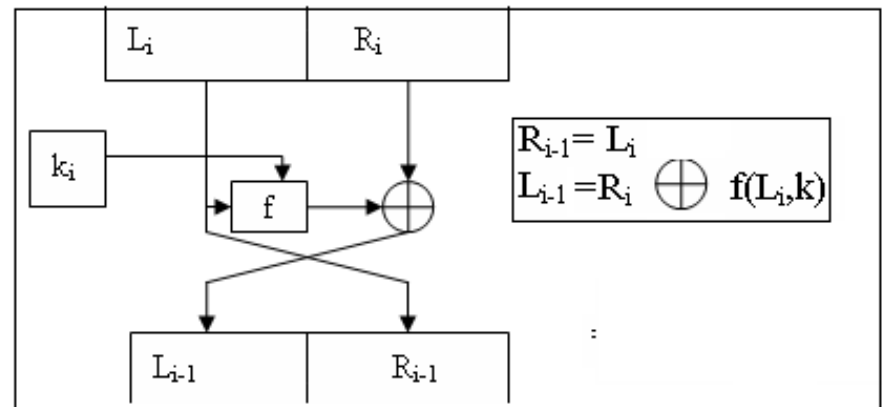 Lᵢ Rᵢ
kᵢ
f
Rᵢ₋₁= Lᵢ
Lᵢ₋₁ =Rᵢ ⊕ f(Lᵢ,k)
Lᵢ₋₁ Rᵢ₋₁